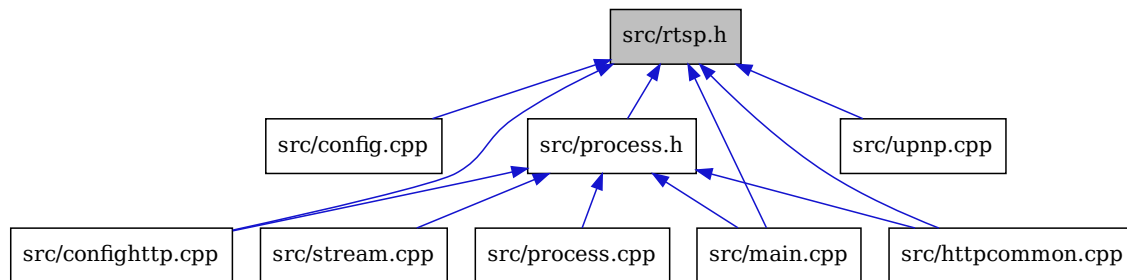 src/rtsp.h
src/config.cpp
src/process.h
src/upnp.cpp
src/confighttp.cpp
src/stream.cpp
src/process.cpp
src/main.cpp
src/httpcommon.cpp